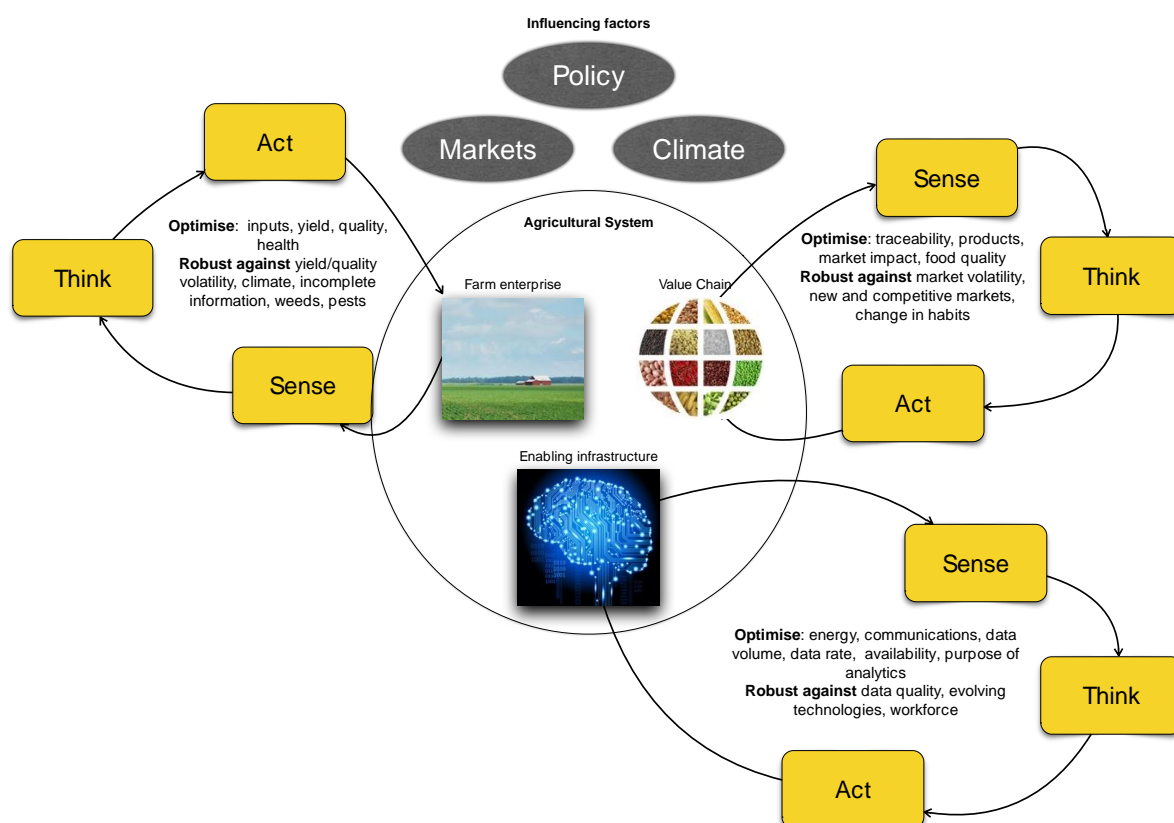 Influencing factors
Policy
Markets
Climate
Act
Optimise: inputs, yield, quality,
health
Robust against yield/quality
volatility, climate, incomplete
information, weeds, pests
Think
Sense
Agricultural System
Farm enterprise
Value Chain
Enabling infrastructure
Sense
Optimise: traceability, products,
market impact, food quality
Robust against market volatility,
new and competitive markets,
change in habits
Think
Act
Sense
Optimise: energy, communications, data
volume, data rate, availability, purpose of
analytics
Robust against data quality, evolving
technologies, workforce
Think
Act